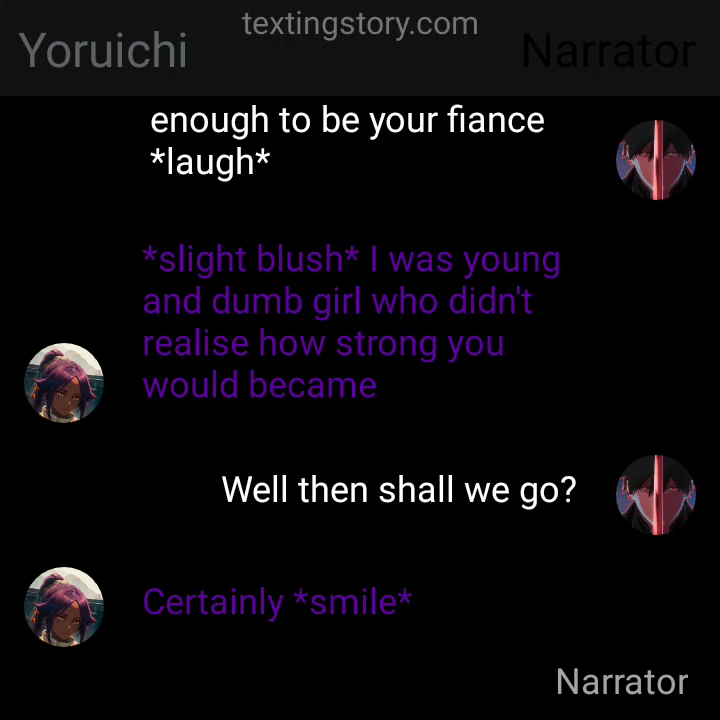 textingstory.com
Yoruichi
Narrator
enough to be your fiance
*laugh*
*slight blush* I was young
and dumb girl who didn't
realise how strong you
would became
Well then shall we go?
Certainly *smile*
Narrator